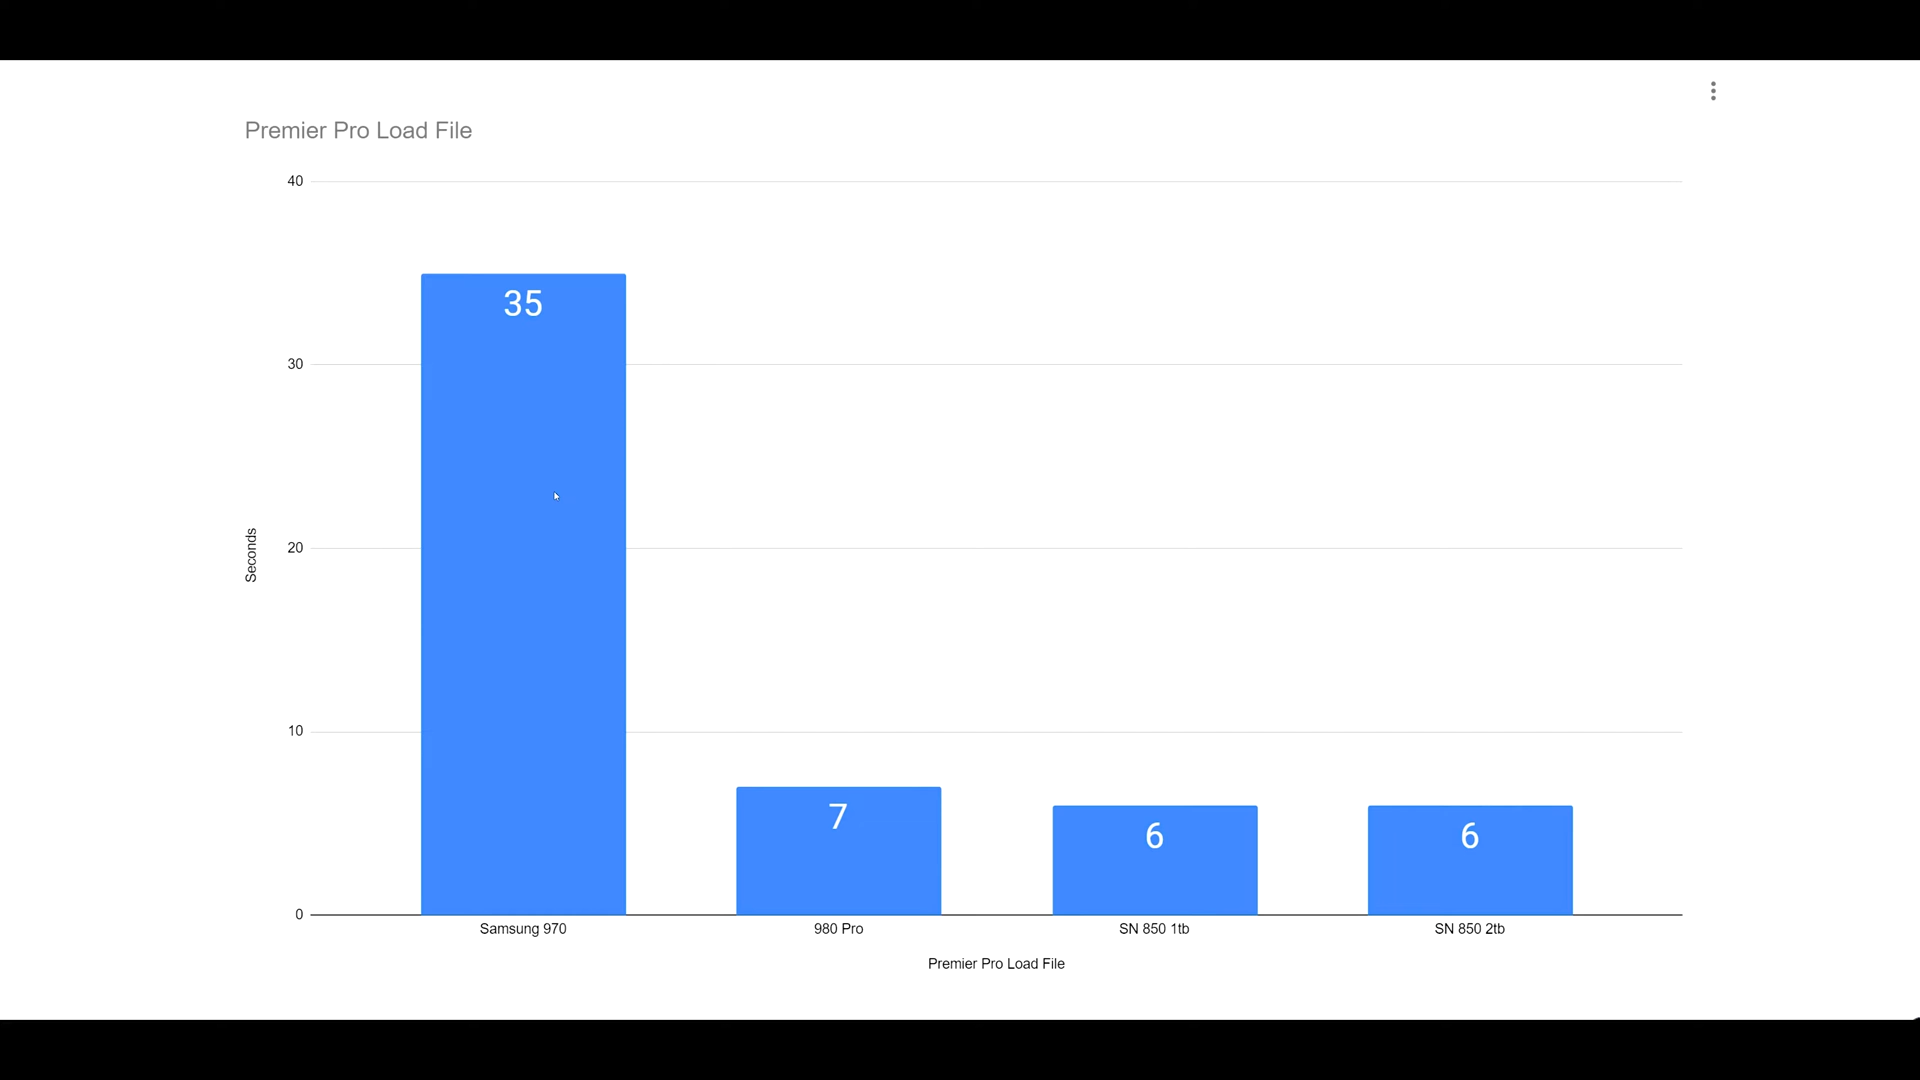 Premier Pro Load File
40
30
20
10
0
Seconds
35
7
6
6
Samsung 970
980 Pro
SN 850 1tb
SN 850 2tb
Premier Pro Load File